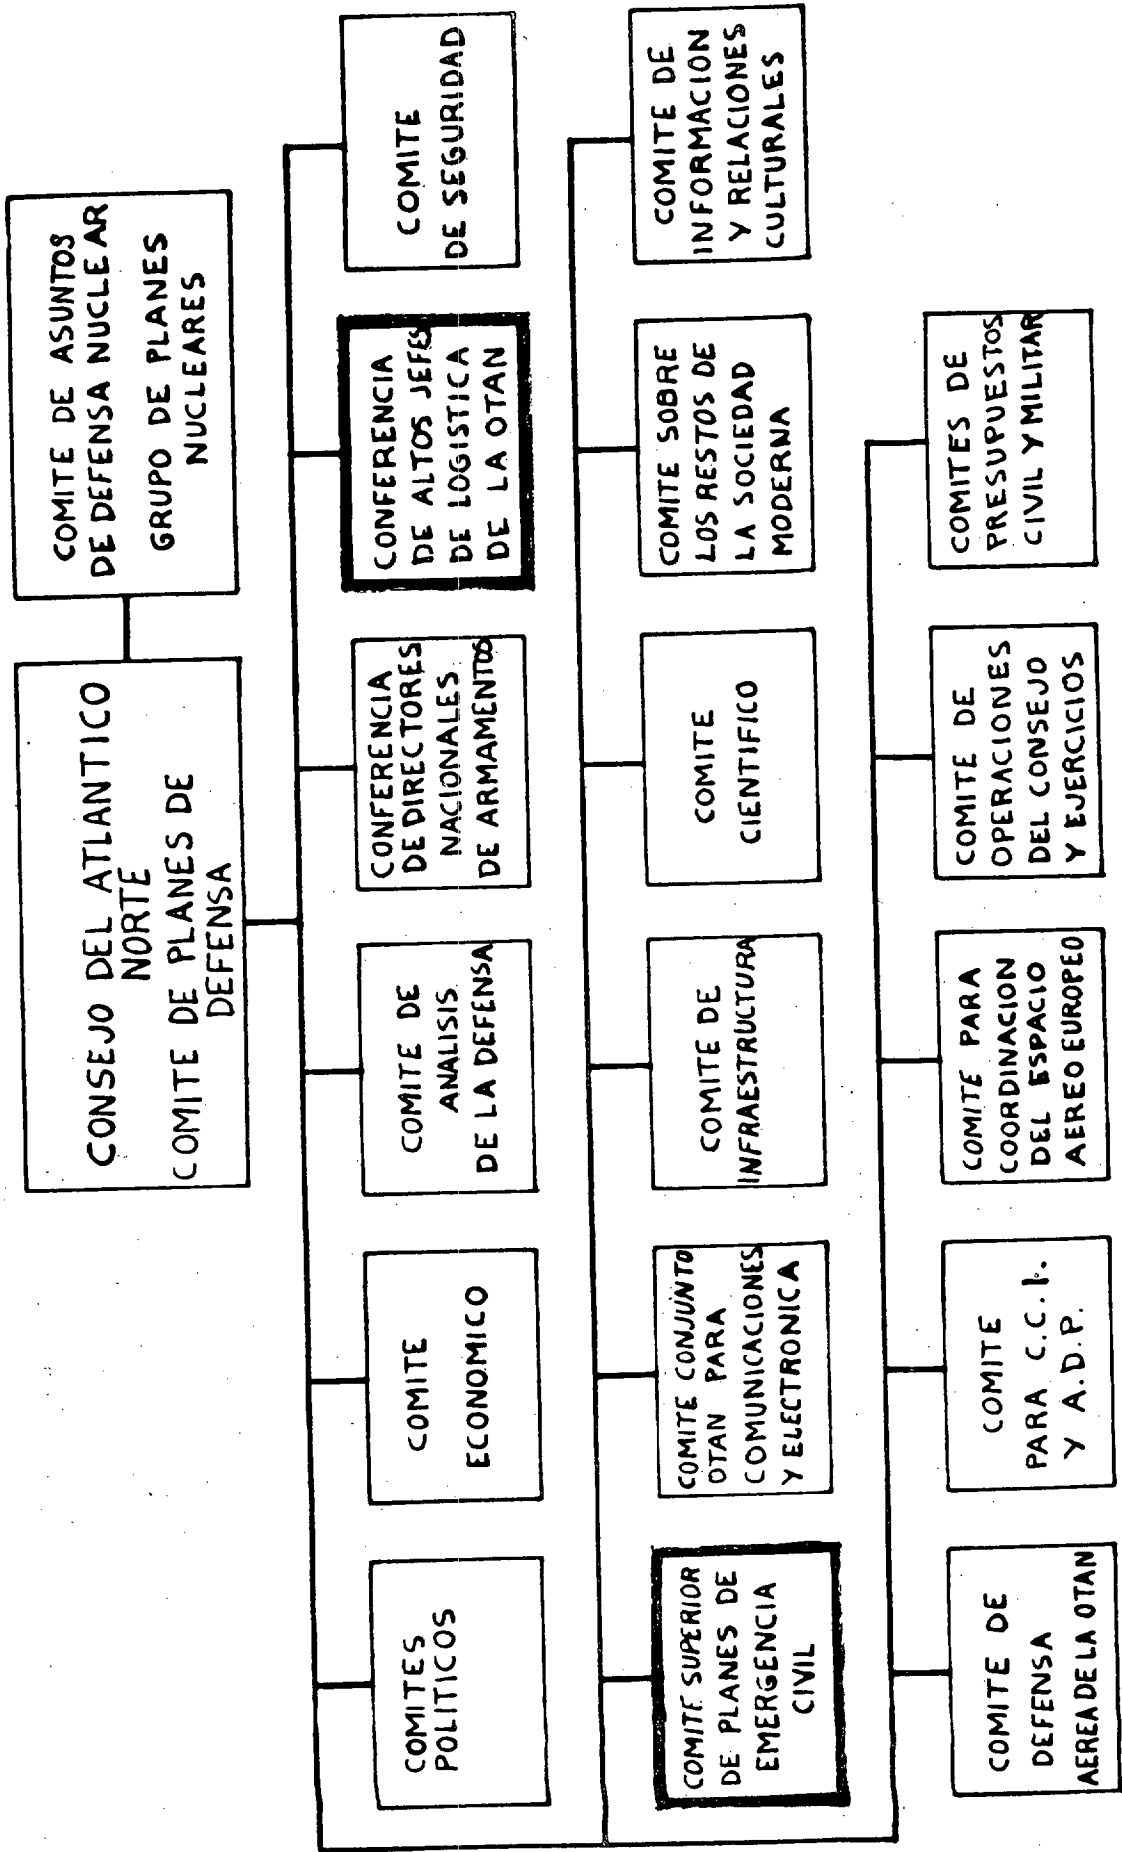 CONSEJO DEL ATLANTICO
NORTE
COMITE DE PLANES DE
DEFENSA
COMITE DE ASUNTOS
DE DEFENSA NUCLEAR
GRUPO DE PLANES
NUCLEARES
COMITES
POLITICOS
COMITE
ECONOMICO
COMITE DE
ANALISIS
DE LA DEFENSA
CONFERENCIA
DE DIRECTORES
NACIONALES
DE ARMAMENTOS
CONFERENCIA
DE ALTOS JEFES
DE LOGISTICA
DE LA OTAN
COMITE
DE SEGURIDAD
COMITE SUPERIOR
DE PLANES DE
EMERGENCIA
CIVIL
COMITE CONJUNTO
OTAN PARA
COMUNICACIONES
Y ELECTRONICA
COMITE DE
INFRAESTRUCTURA
COMITE
CIENTIFICO
COMITE SOBRE
LOS RESTOS DE
LA SOCIEDAD
MODERNA
COMITE DE
INFORMACION
Y RELACIONES
CULTURALES
COMITE DE
DEFENSA
AEREA DE LA OTAN
COMITE
PARA C.C.I.
Y A.D.P.
COMITE PARA
COORDINACION
DEL ESPACIO
AEREO EUROPEO
COMITE DE
OPERACIONES
DEL CONSEJO
Y EJERCICIOS
COMITES DE
PRESUPUESTOS
CIVIL Y MILITAR